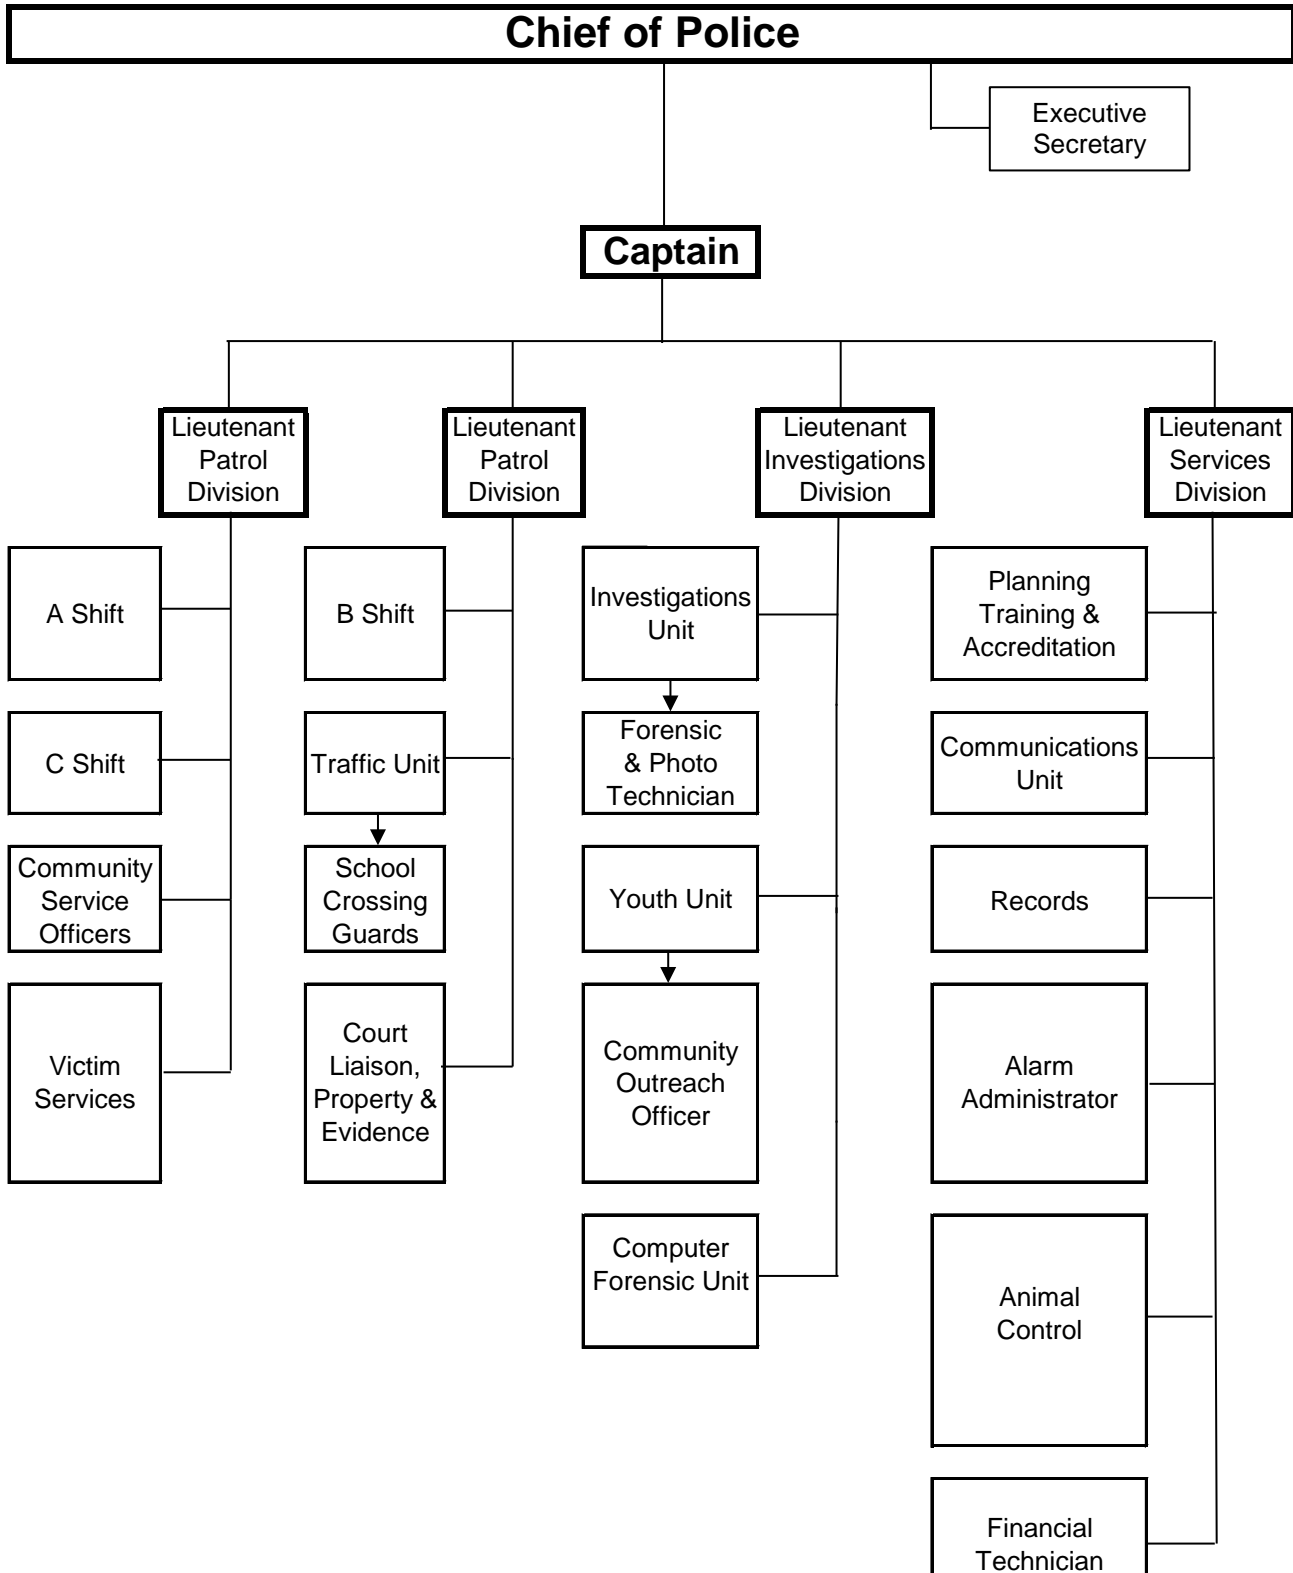 Chief of Police
Executive
Secretary
Captain
Lieutenant
Patrol
Division
Lieutenant
Patrol
Division
Lieutenant
Investigations
Division
Lieutenant
Services
Division
A Shift
B Shift
Investigations
Unit
Planning
Training &
Accreditation
C Shift
Traffic Unit
Forensic
& Photo
Technician
Communications
Unit
Community
Service
Officers
School
Crossing
Guards
Youth Unit
Records
Victim
Services
Court
Liaison,
Property &
Evidence
Community
Outreach
Officer
Alarm
Administrator
Computer
Forensic Unit
Animal
Control
Financial
Technician